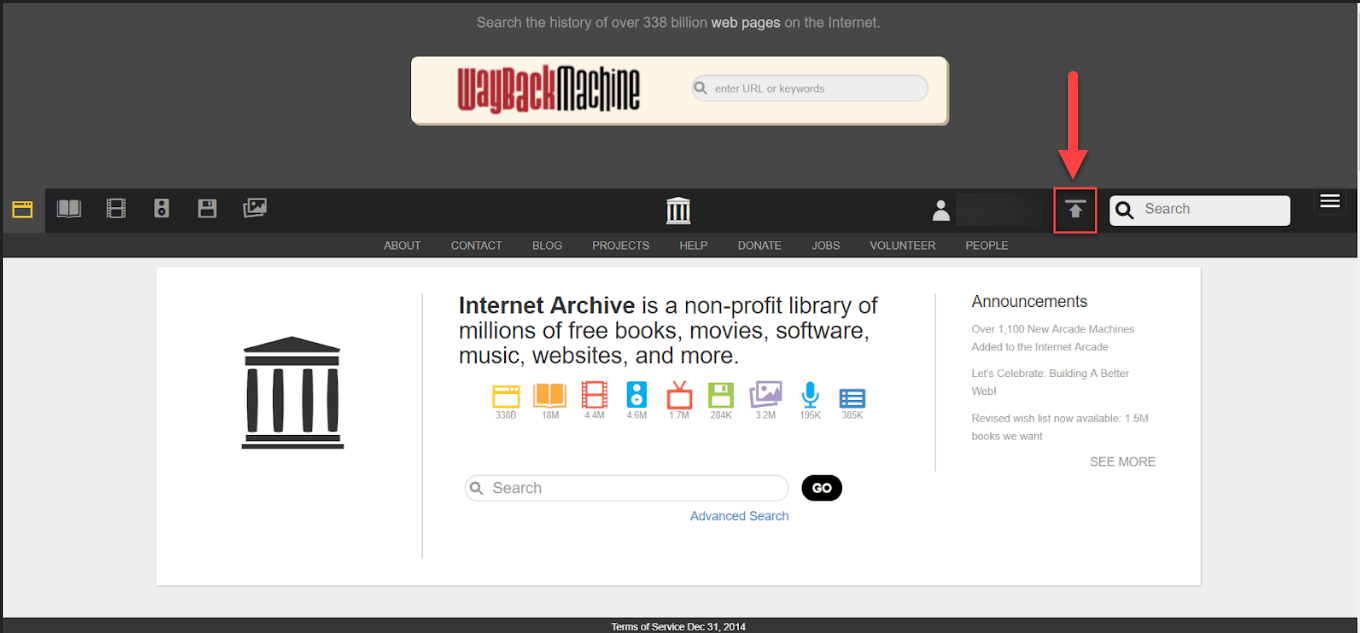 Search the history of over 338 billion web pages on the Internet.
WayBackMachine
enter URL or keywords
Search
ABOUT CONTACT BLOG PROJECTS HELP DONATE JOBS VOLUNTEER PEOPLE
Internet Archive is a non-profit library of
millions of free books, movies, software,
music, websites, and more.
338B 18M 4.4M 4.6M 1.7M 284K 3.2M 195K 385K
Search
GO
Advanced Search
Announcements
Over 1,100 New Arcade Machines
Added to the Internet Arcade
Let's Celebrate: Building A Better
Web!
Revised wish list now available: 1.5M
books we want
SEE MORE
Terms of Service Dec 31, 2014